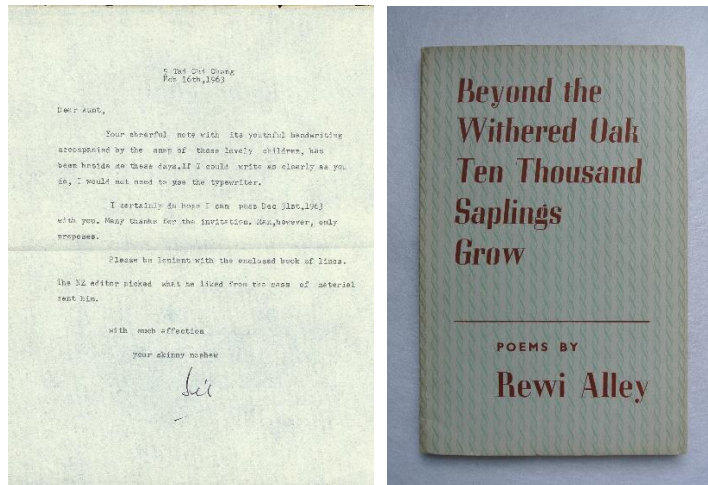 5 Tai Chi Chang
Feb 16th,1963
Dear Aunt,
Your cheerful note with its youthful handwriting
accompanied by the snap of those lovely children, has
been beside me these days.If I could write so clearly as you
do, I would not need to use the typewriter.
I certainly do hope I can pass Dec 31st,1963
with you. Many thanks for the invitation. Man,however, only
proposes.
Please be lenient with the enclosed book of lines.
The NZ editor picked what he liked from the mass of material
sent him.
with much affection
your skinny nephew
Beyond the
Withered Oak
Ten Thousand
Saplings
Grow
POEMS BY
Rewi Alley